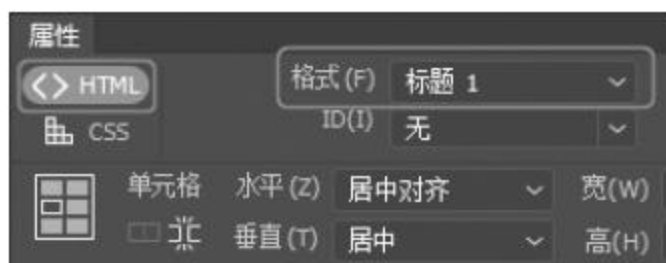 属性
<> HTML 格式(F) 标题 1
CSS ID(I) 无
单元格 水平(Z) 居中对齐 宽(W)
垂直(T) 居中 高(H)